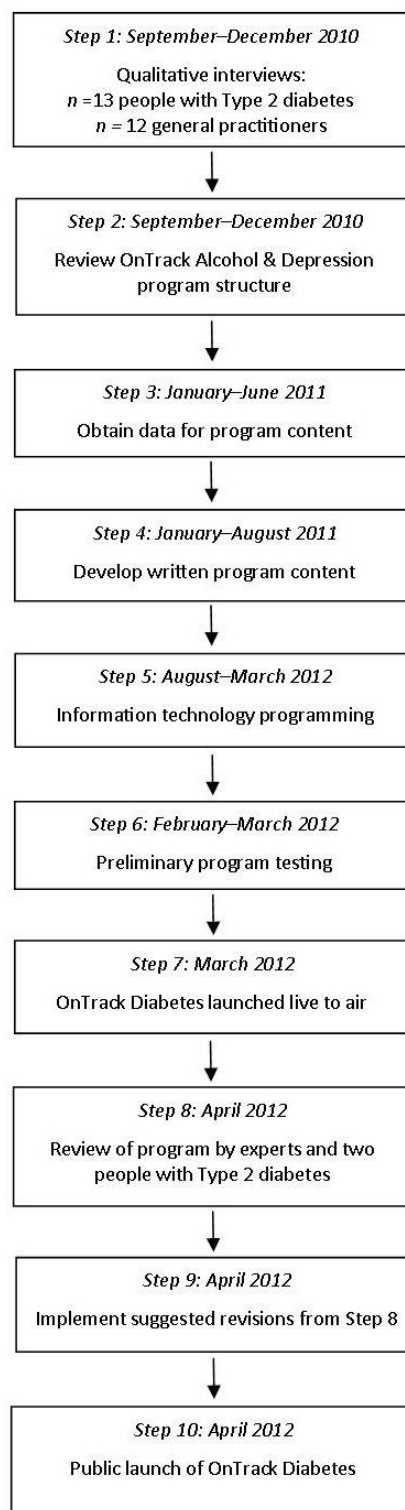 Step 1: September–December 2010
Qualitative interviews:
n =13 people with Type 2 diabetes
n = 12 general practitioners
Step 2: September–December 2010
Review OnTrack Alcohol & Depression
program structure
Step 3: January–June 2011
Obtain data for program content
Step 4: January–August 2011
Develop written program content
Step 5: August–March 2012
Information technology programming
Step 6: February–March 2012
Preliminary program testing
Step 7: March 2012
OnTrack Diabetes launched live to air
Step 8: April 2012
Review of program by experts and two
people with Type 2 diabetes
Step 9: April 2012
Implement suggested revisions from Step 8
Step 10: April 2012
Public launch of OnTrack Diabetes